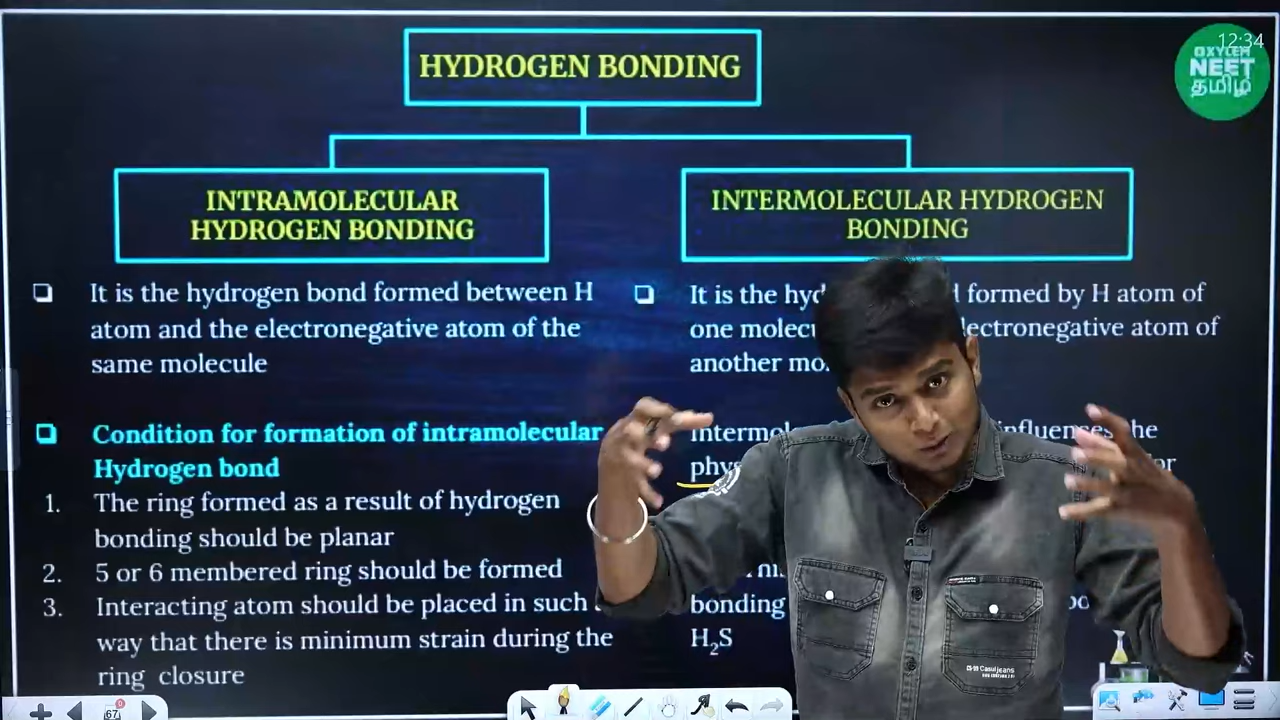 12:34
OXYLEM
NEET
தமிழ்
HYDROGEN BONDING
INTRAMOLECULAR
HYDROGEN BONDING
INTERMOLECULAR HYDROGEN
BONDING
❑ It is the hydrogen bond formed between H
atom and the electronegative atom of the
same molecule
❑ Condition for formation of intramolecular
Hydrogen bond
1. The ring formed as a result of hydrogen
bonding should be planar
2. 5 or 6 membered ring should be formed
3. Interacting atom should be placed in such
way that there is minimum strain during the
ring closure
❑ It is the formed by H atom of
one electronegative atom of
another
influences the
bonding
H₂S
67